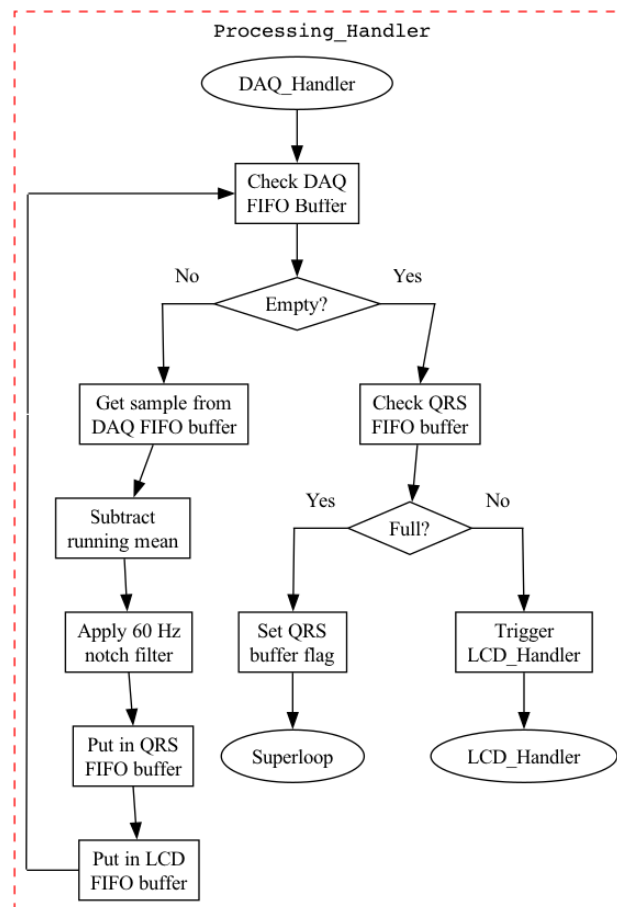 Processing_Handler
DAQ_Handler
Check DAQ
FIFO Buffer
No
Yes
Empty?
Get sample from
DAQ FIFO buffer
Check QRS
FIFO buffer
Subtract
running mean
Yes
No
Full?
Apply 60 Hz
notch filter
Set QRS
buffer flag
Trigger
LCD_Handler
Put in QRS
FIFO buffer
Superloop
LCD_Handler
Put in LCD
FIFO buffer